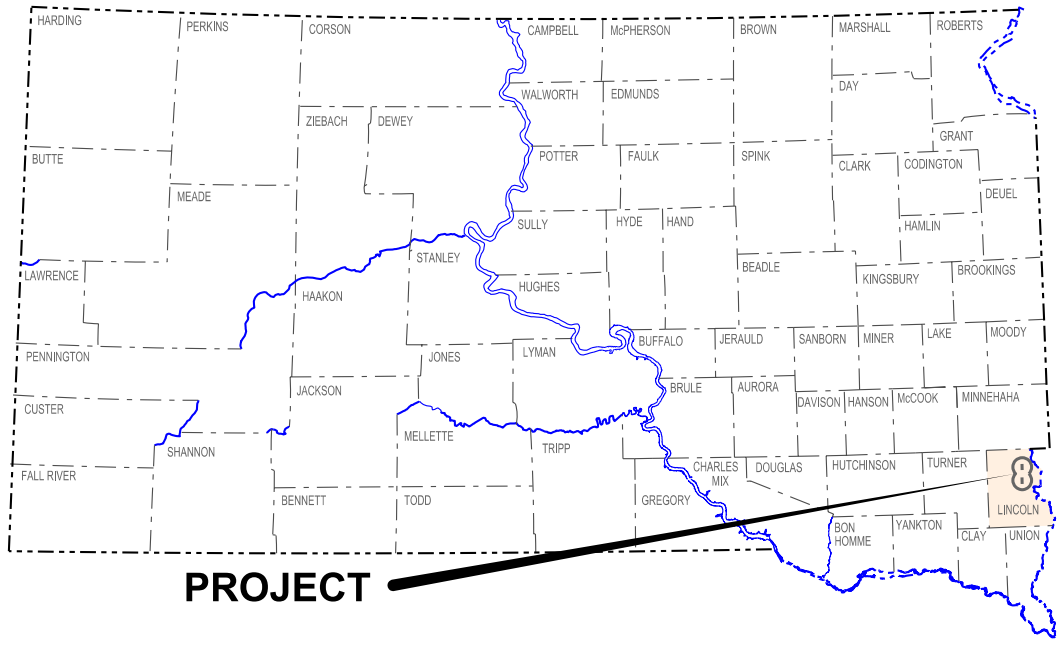 HARDING
PERKINS
CORSON
CAMPBELL
McPHERSON
BROWN
MARSHALL
ROBERTS
WALWORTH
EDMUNDS
DAY
ZIEBACH
DEWEY
GRANT
BUTTE
POTTER
FAULK
SPINK
CLARK
CODINGTON
MEADE
DEUEL
SULLY
HYDE
HAND
HAMLIN
LAWRENCE
STANLEY
BEADLE
KINGSBURY
BROOKINGS
HAAKON
HUGHES
PENNINGTON
JONES
LYMAN
BUFFALO
JERAULD
SANBORN
MINER
LAKE
MOODY
CUSTER
JACKSON
BRULE
AURORA
DAVISON
HANSON
McCOOK
MINNEHAHA
SHANNON
MELLETTE
TRIPP
FALL RIVER
CHARLES
MIX
DOUGLAS
HUTCHINSON
TURNER
8
BENNETT
TODD
GREGORY
LINCOLN
BON
HOMME
YANKTON
CLAY
UNION
PROJECT